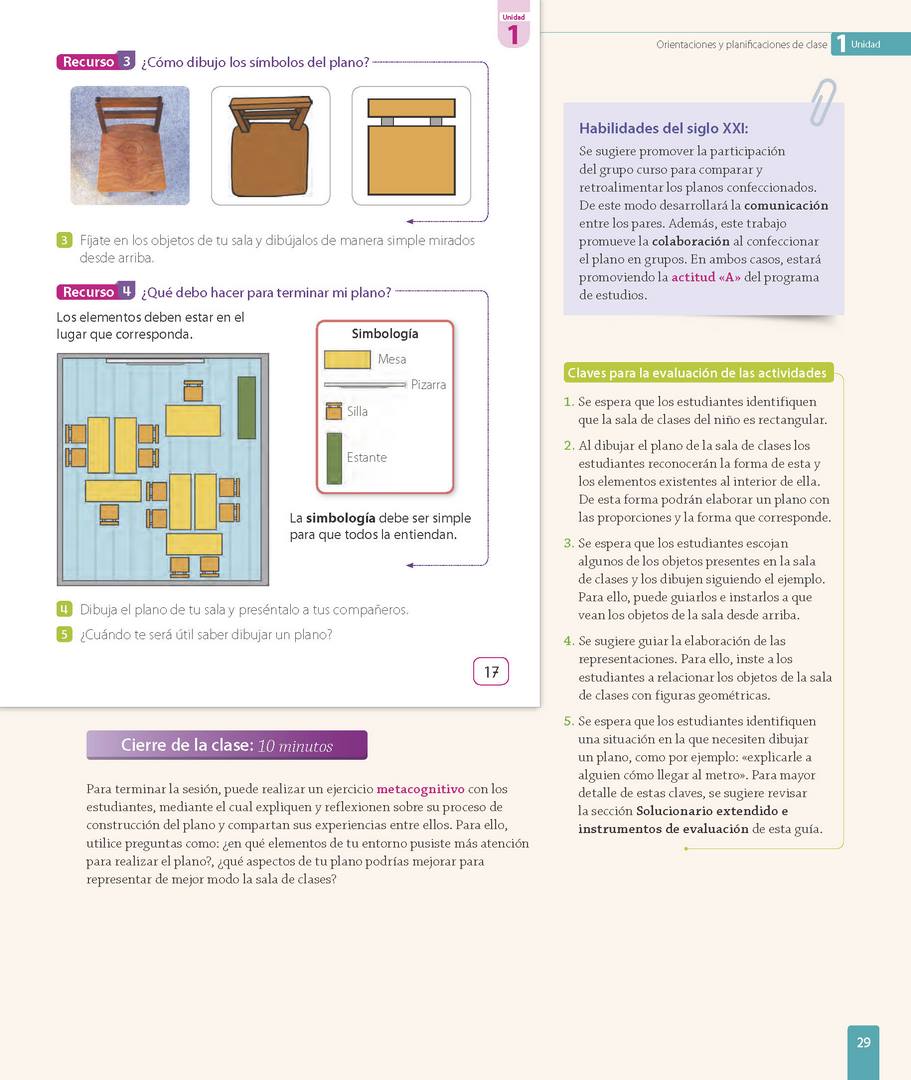 Unidad
1
Recurso 3 ¿Cómo dibujo los símbolos del plano?
3 Fíjate en los objetos de tu sala y dibújalos de manera simple mirados
desde arriba.
Recurso 4 ¿Qué debo hacer para terminar mi plano?
Los elementos deben estar en el
lugar que corresponda.
Simbología
Mesa
Pizarra
Silla
Estante
La simbología debe ser simple
para que todos la entiendan.
4 Dibuja el plano de tu sala y preséntalo a tus compañeros.
5 ¿Cuándo te será útil saber dibujar un plano?
17
Cierre de la clase: 10 minutos
Para terminar la sesión, puede realizar un ejercicio metacognitivo con los
estudiantes, mediante el cual expliquen y reflexionen sobre su proceso de
construcción del plano y compartan sus experiencias entre ellos. Para ello,
utilice preguntas como: ¿en qué elementos de tu entorno pusiste más atención
para realizar el plano?, ¿qué aspectos de tu plano podrías mejorar para
representar de mejor modo la sala de clases?
Orientaciones y planificaciones de clase 1 Unidad
Habilidades del siglo XXI:
Se sugiere promover la participación
del grupo curso para comparar y
retroalimentar los planos confeccionados.
De este modo desarrollará la comunicación
entre los pares. Además, este trabajo
promueve la colaboración al confeccionar
el plano en grupos. En ambos casos, estará
promoviendo la actitud «A» del programa
de estudios.
Claves para la evaluación de las actividades
1. Se espera que los estudiantes identifiquen
que la sala de clases del niño es rectangular.
2. Al dibujar el plano de la sala de clases los
estudiantes reconocerán la forma de esta y
los elementos existentes al interior de ella.
De esta forma podrán elaborar un plano con
las proporciones y la forma que corresponde.
3. Se espera que los estudiantes escojan
algunos de los objetos presentes en la sala
de clases y los dibujen siguiendo el ejemplo.
Para ello, puede guiarlos e instarlos a que
vean los objetos de la sala desde arriba.
4. Se sugiere guiar la elaboración de las
representaciones. Para ello, inste a los
estudiantes a relacionar los objetos de la sala
de clases con figuras geométricas.
5. Se espera que los estudiantes identifiquen
una situación en la que necesiten dibujar
un plano, como por ejemplo: «explicarle a
alguien cómo llegar al metro». Para mayor
detalle de estas claves, se sugiere revisar
la sección Solucionario extendido e
instrumentos de evaluación de esta guía.
29